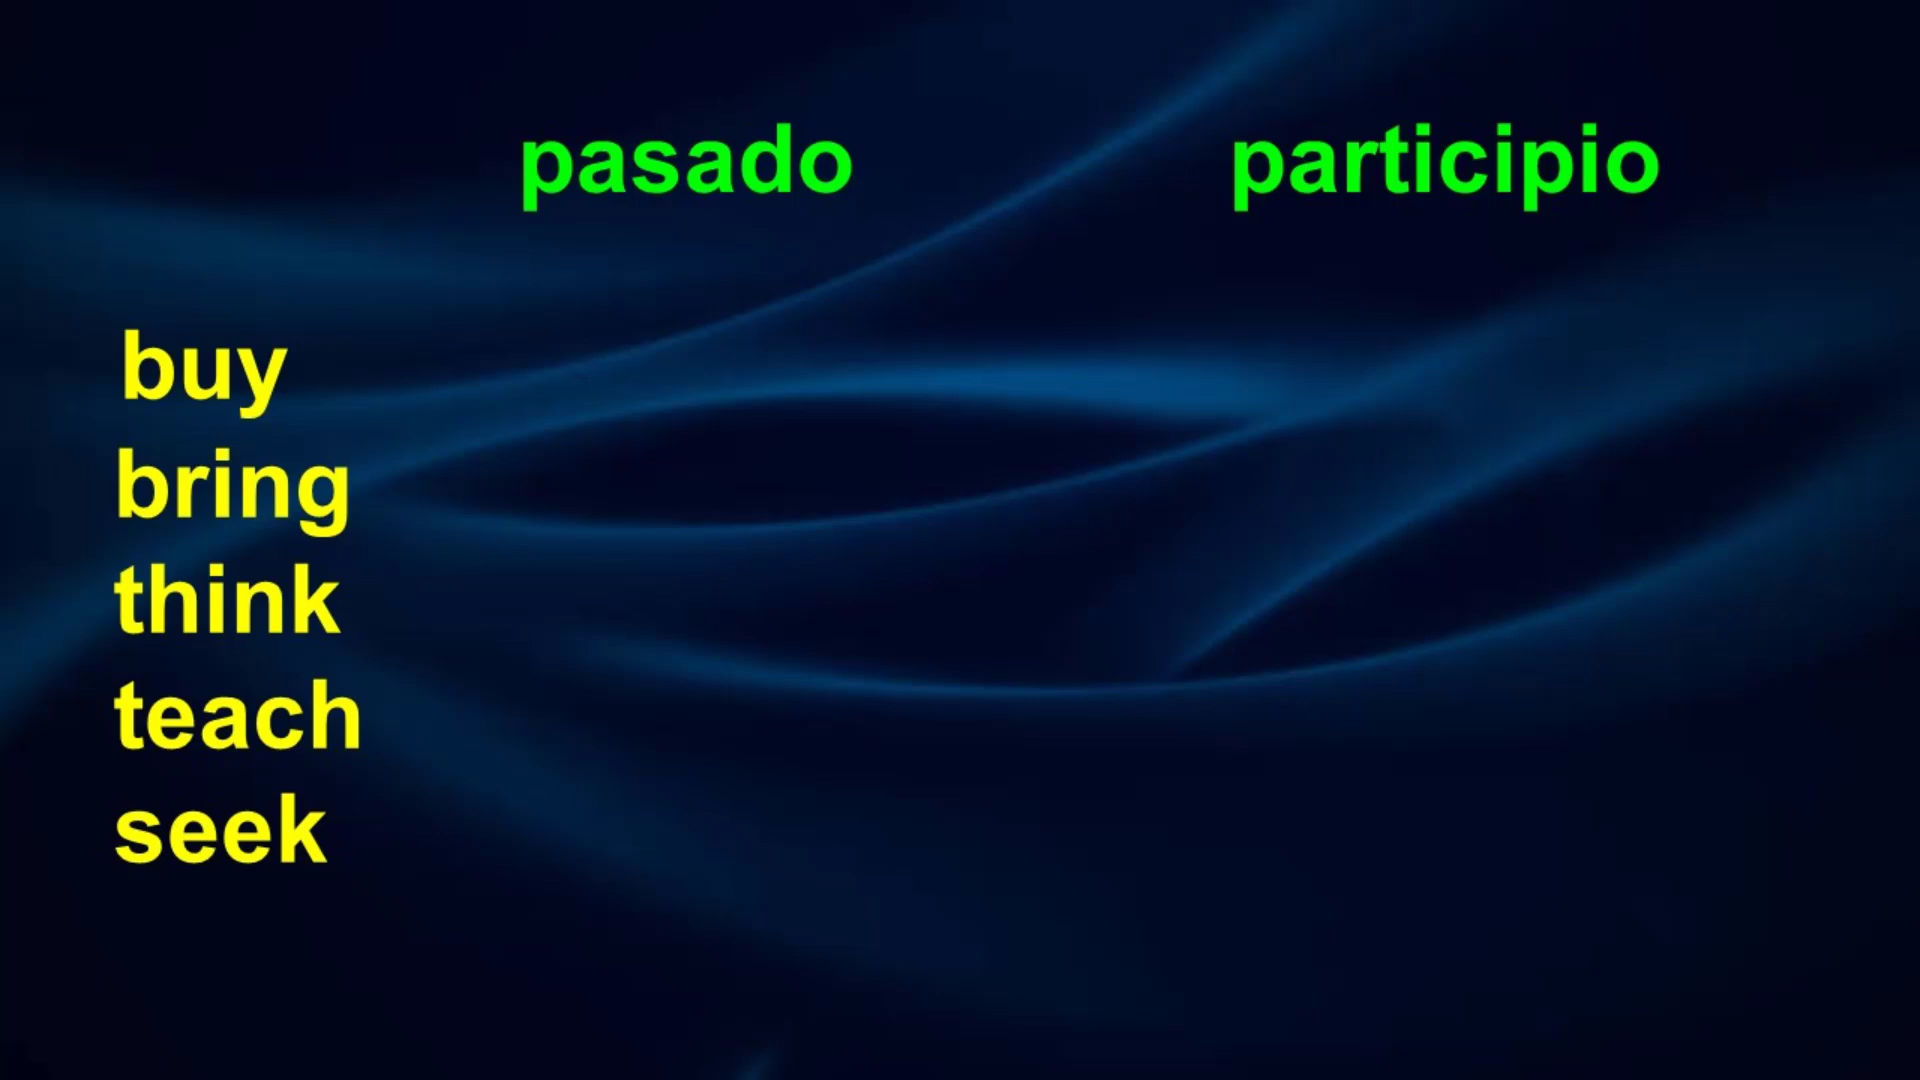 pasado participio
buy
bring
think
teach
seek